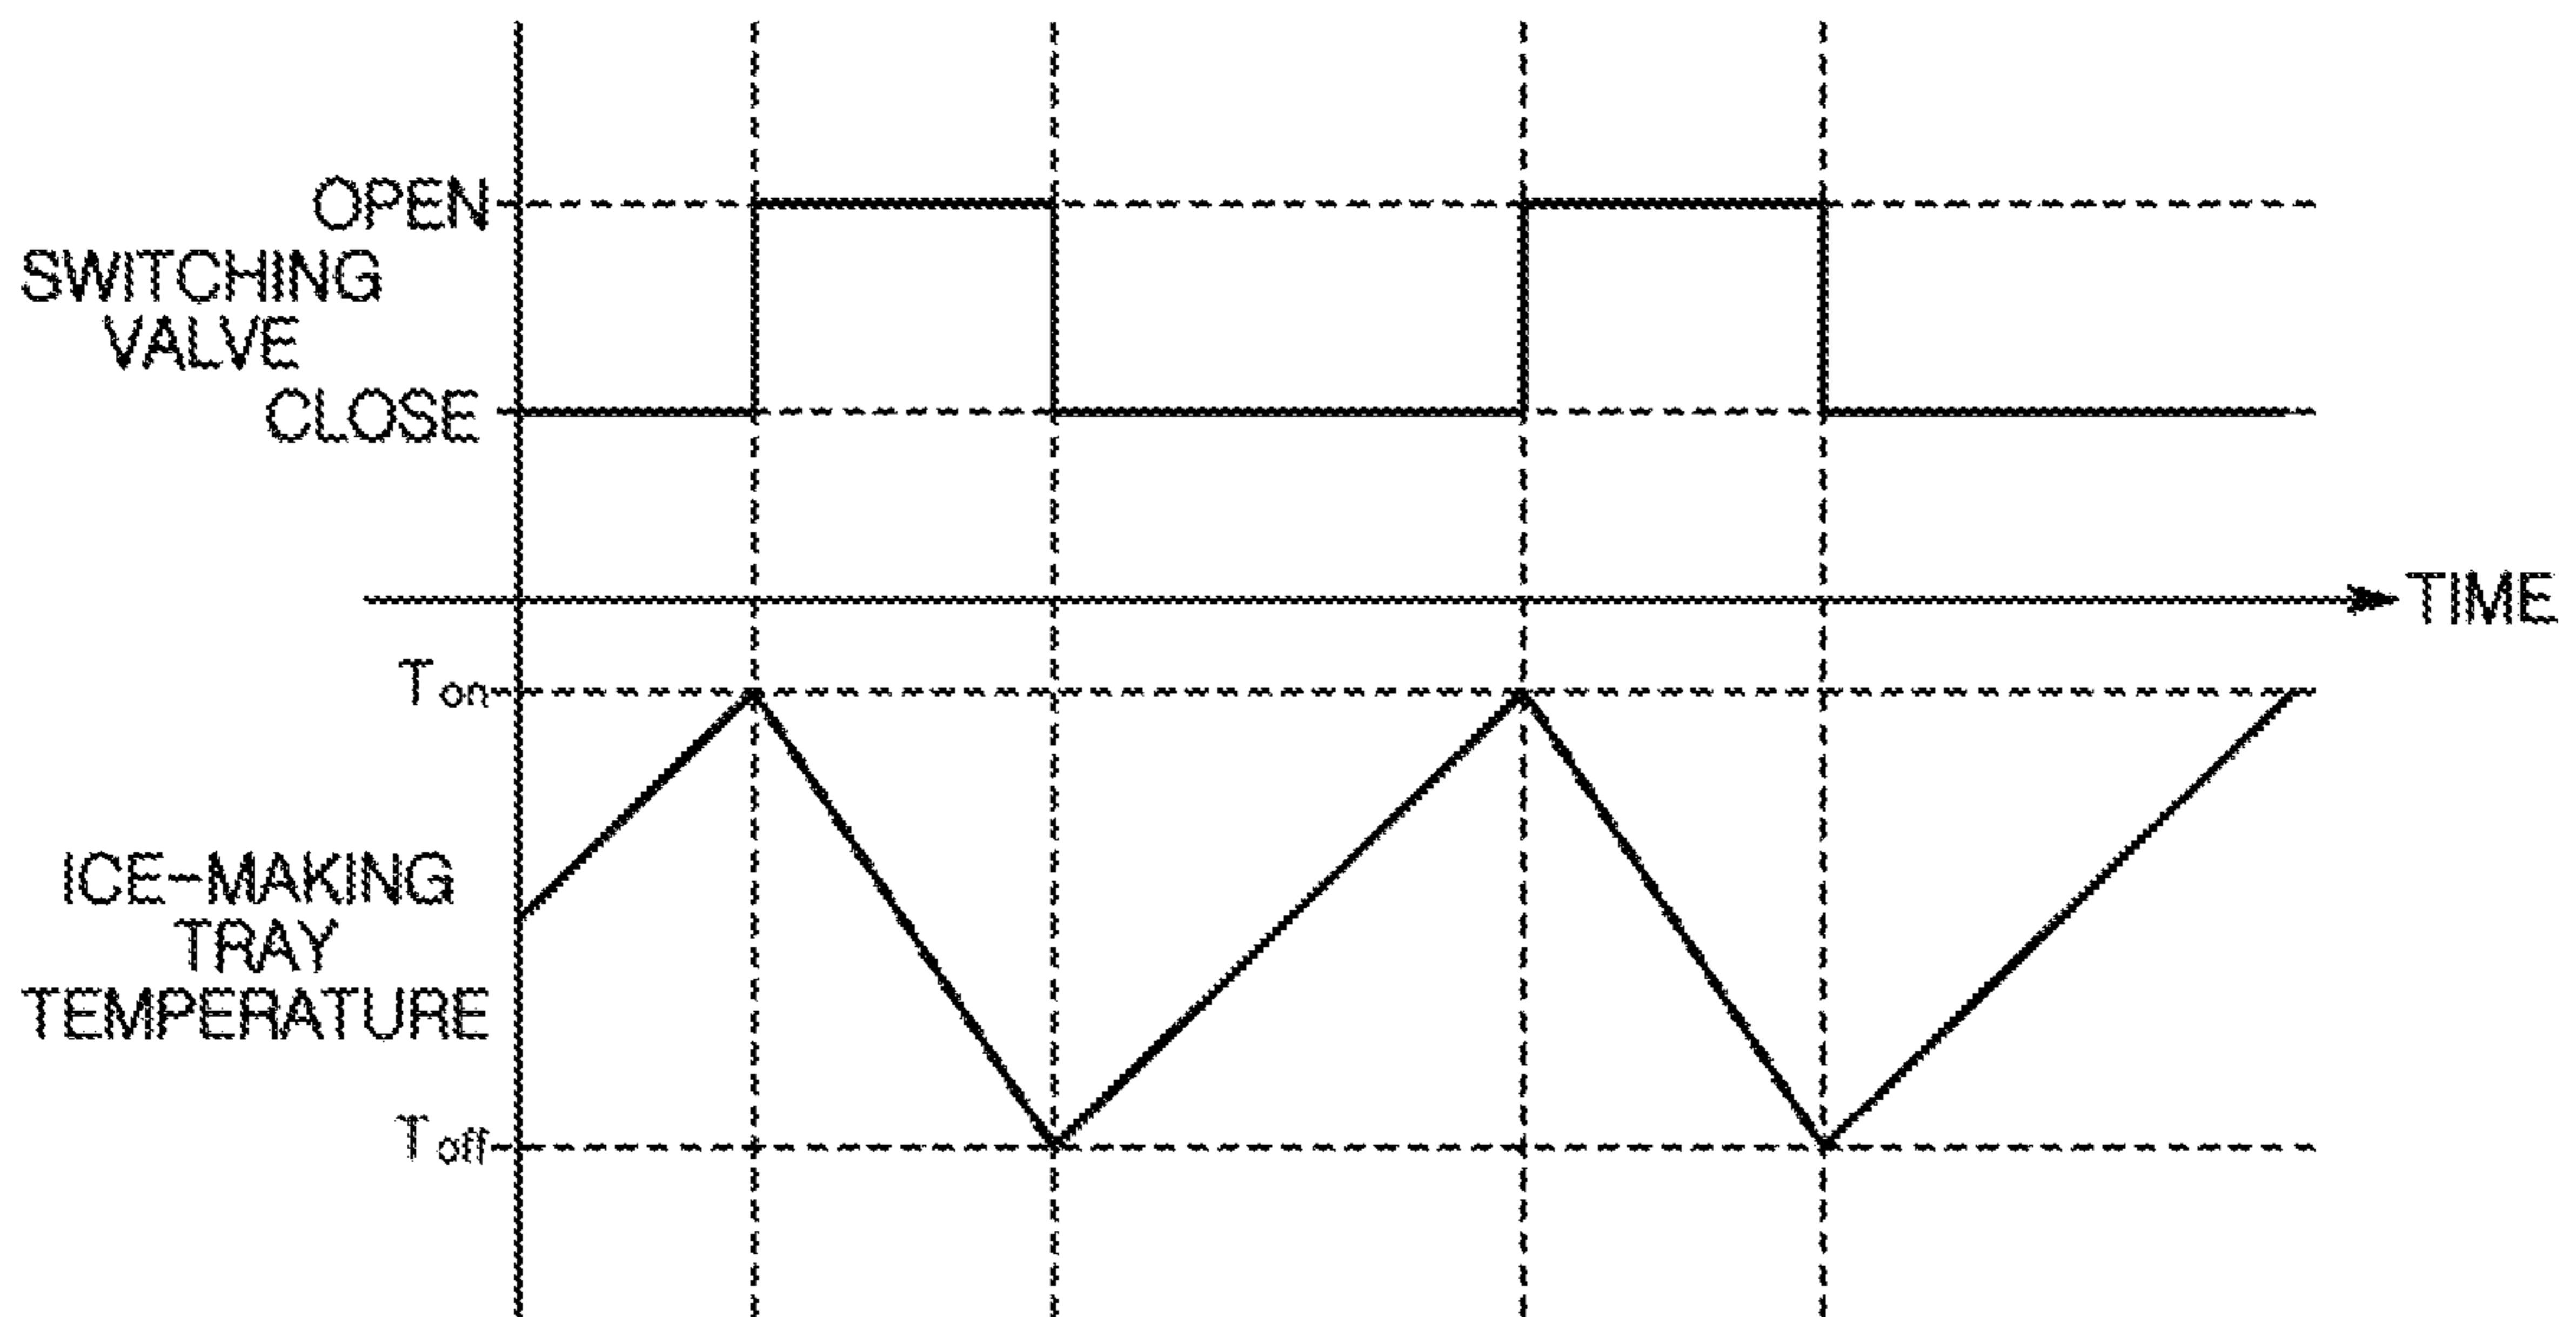 OPEN
SWITCHING
VALVE
CLOSE
TIME
Ton
ICE-MAKING
TRAY
TEMPERATURE
Toff